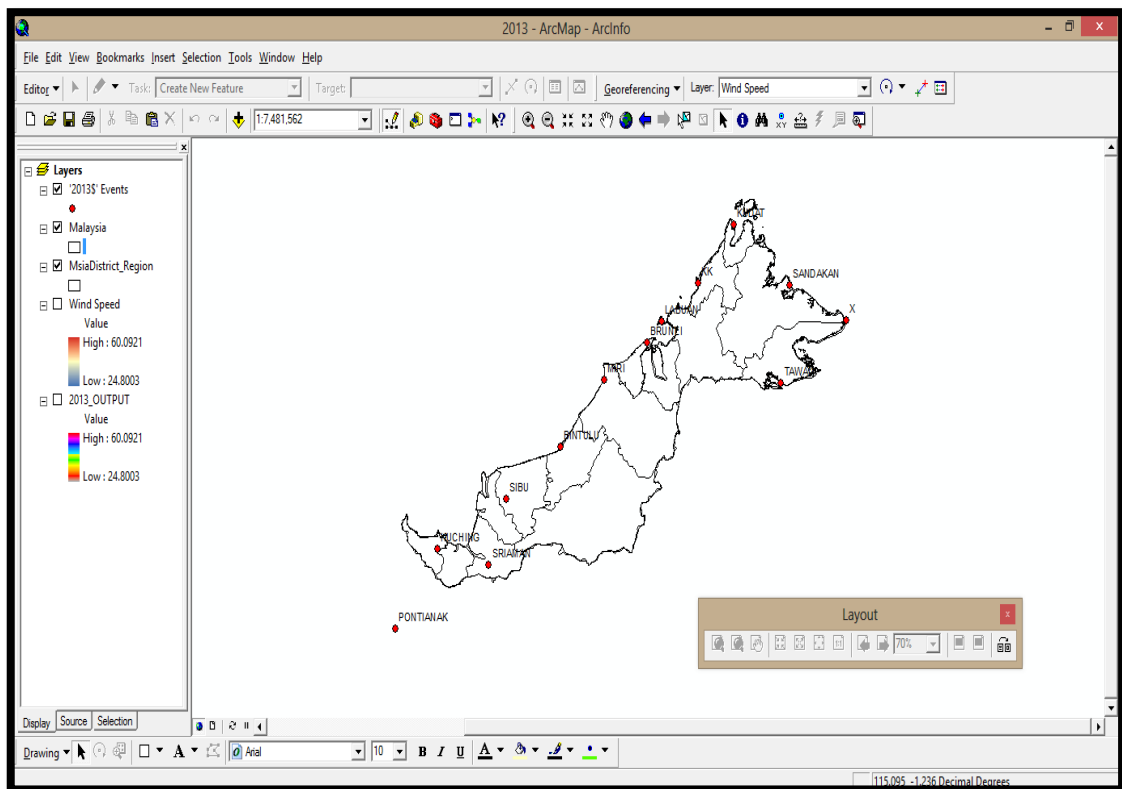 2013 - ArcMap - ArcInfo
File Edit View Bookmarks Insert Selection Tools Window Help
Editor Task: Create New Feature Target: Georeferencing Layer: Wind Speed
1:7,481,562
Layers
'2013$' Events
Malaysia
MsiaDistrict_Region
Wind Speed
Value
High : 60.0921
Low : 24.8003
2013_OUTPUT
Value
High : 60.0921
Low : 24.8003
KUDAT
KK
SANDAKAN
LABUAN
X
BRUNEI
MIRI
TAWAU
BINTULU
SIBU
KUCHING
SRIAMAN
PONTIANAK
Layout
70%
Display Source Selection
Drawing A Arial 10 B I U A
115.095 -1.236 Decimal Degrees